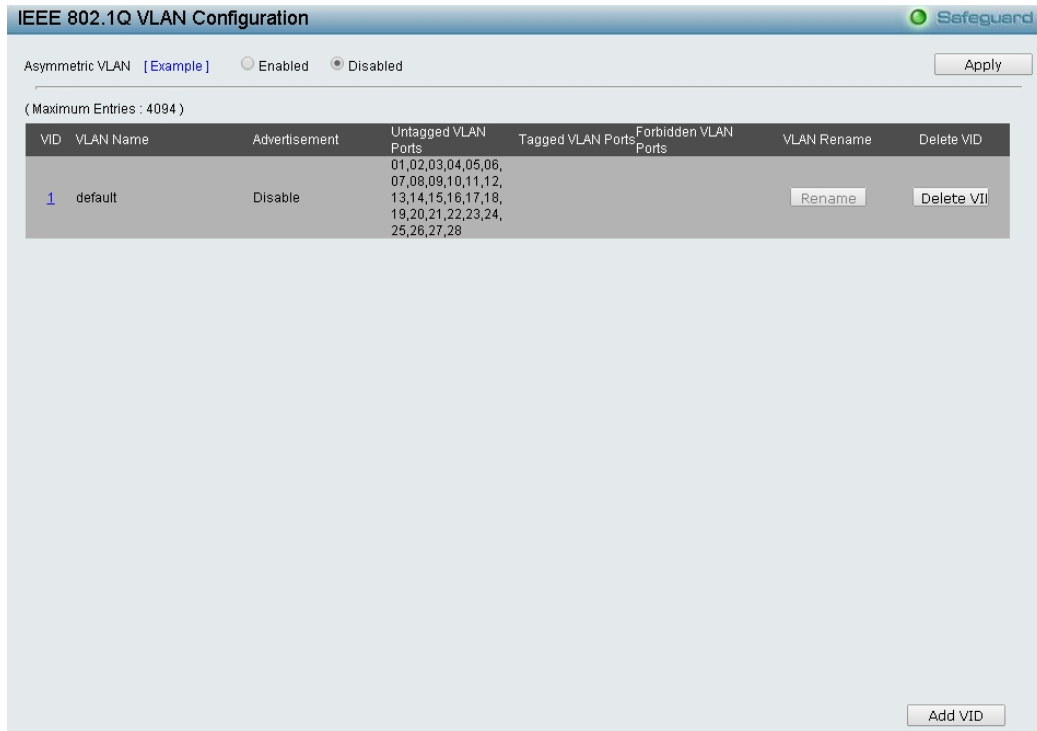 IEEE 802.1Q VLAN Configuration
Safeguard
Asymmetric VLAN [ Example ] Enabled Disabled
Apply
( Maximum Entries : 4094 )
VID VLAN Name Advertisement Untagged VLAN Ports Tagged VLAN Ports Forbidden VLAN Ports VLAN Rename Delete VID
1 default Disable
01,02,03,04,05,06,
07,08,09,10,11,12,
13,14,15,16,17,18,
19,20,21,22,23,24,
25,26,27,28
Rename
Delete VII
Add VID